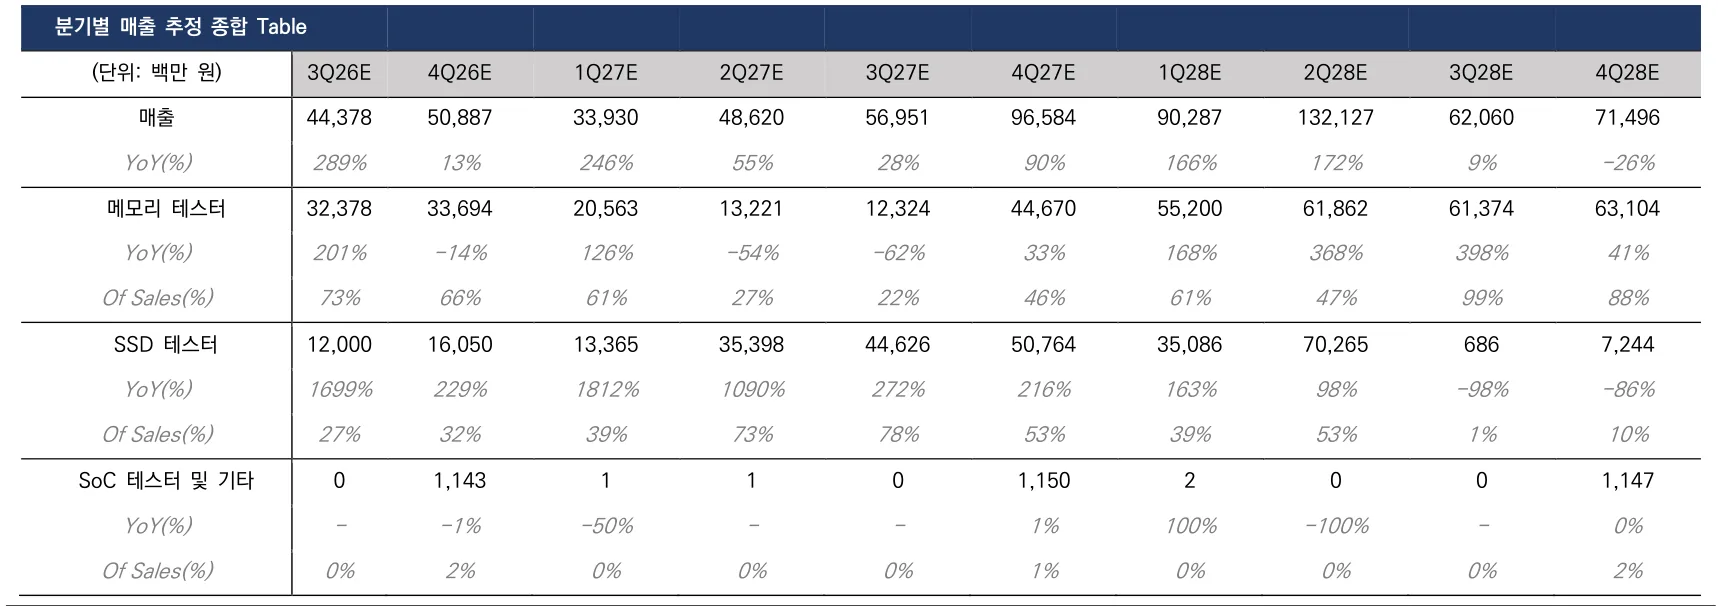 분기별 매출 추정 종합 Table
(단위: 백만 원) 3Q26E 4Q26E 1Q27E 2Q27E 3Q27E 4Q27E 1Q28E 2Q28E 3Q28E 4Q28E
매출 44,378 50,887 33,930 48,620 56,951 96,584 90,287 132,127 62,060 71,496
YoY(%) 289% 13% 246% 55% 28% 90% 166% 172% 9% -26%
메모리 테스터 32,378 33,694 20,563 13,221 12,324 44,670 55,200 61,862 61,374 63,104
YoY(%) 201% -14% 126% -54% -62% 33% 168% 368% 398% 41%
Of Sales(%) 73% 66% 61% 27% 22% 46% 61% 47% 99% 88%
SSD 테스터 12,000 16,050 13,365 35,398 44,626 50,764 35,086 70,265 686 7,244
YoY(%) 1699% 229% 1812% 1090% 272% 216% 163% 98% -98% -86%
Of Sales(%) 27% 32% 39% 73% 78% 53% 39% 53% 1% 10%
SoC 테스터 및 기타 0 1,143 1 1 0 1,150 2 0 0 1,147
YoY(%) - -1% -50% - - 1% 100% -100% - 0%
Of Sales(%) 0% 2% 0% 0% 0% 1% 0% 0% 0% 2%